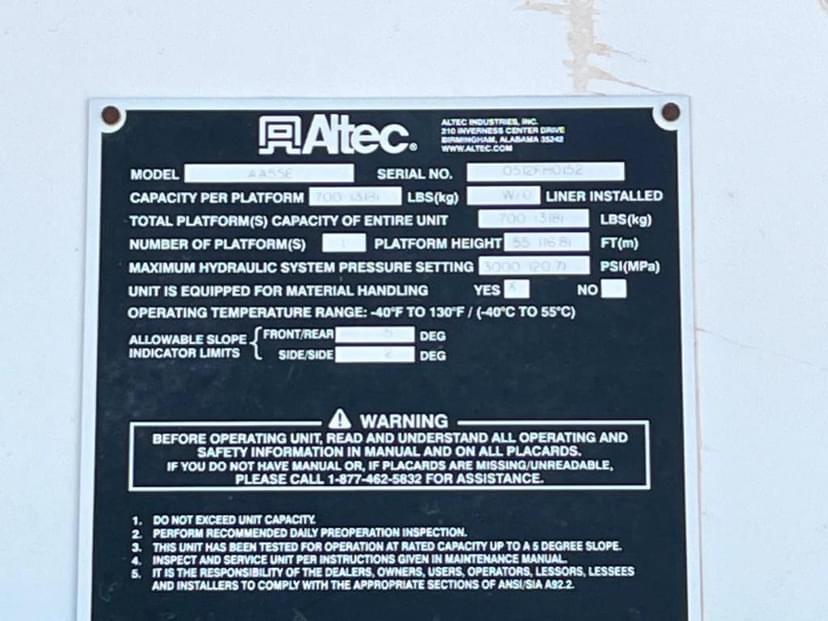 Altec®
ALTEC INDUSTRIES, INC.
210 INVERNESS CENTER DRIVE
BIRMINGHAM, ALABAMA 35242
WWW.ALTEC.COM
MODEL AA55E SERIAL NO.
CAPACITY PER PLATFORM 700 (318) LBS(kg) W/O LINER INSTALLED
TOTAL PLATFORM(S) CAPACITY OF ENTIRE UNIT 700 (318) LBS(kg)
NUMBER OF PLATFORM(S) 1 PLATFORM HEIGHT 55 (16.8) FT(m)
MAXIMUM HYDRAULIC SYSTEM PRESSURE SETTING 3000 (20.7) PSI(MPa)
UNIT IS EQUIPPED FOR MATERIAL HANDLING YES X NO
OPERATING TEMPERATURE RANGE: -40°F TO 130°F / (-40°C TO 55°C)
ALLOWABLE SLOPE INDICATOR LIMITS { FRONT/REAR 5 DEG
SIDE/SIDE DEG
⚠ WARNING
BEFORE OPERATING UNIT, READ AND UNDERSTAND ALL OPERATING AND
SAFETY INFORMATION IN MANUAL AND ON ALL PLACARDS.
IF YOU DO NOT HAVE MANUAL OR, IF PLACARDS ARE MISSING/UNREADABLE,
PLEASE CALL 1-877-462-5832 FOR ASSISTANCE.
1. DO NOT EXCEED UNIT CAPACITY.
2. PERFORM RECOMMENDED DAILY PREOPERATION INSPECTION.
3. THIS UNIT HAS BEEN TESTED FOR OPERATION AT RATED CAPACITY UP TO A 5 DEGREE SLOPE.
4. INSPECT AND SERVICE UNIT PER INSTRUCTIONS GIVEN IN MAINTENANCE MANUAL.
5. IT IS THE RESPONSIBILITY OF THE DEALERS, OWNERS, USERS, OPERATORS, LESSORS, LESSEES
AND INSTALLERS TO COMPLY WITH THE APPROPRIATE SECTIONS OF ANSI/SIA A92.2.